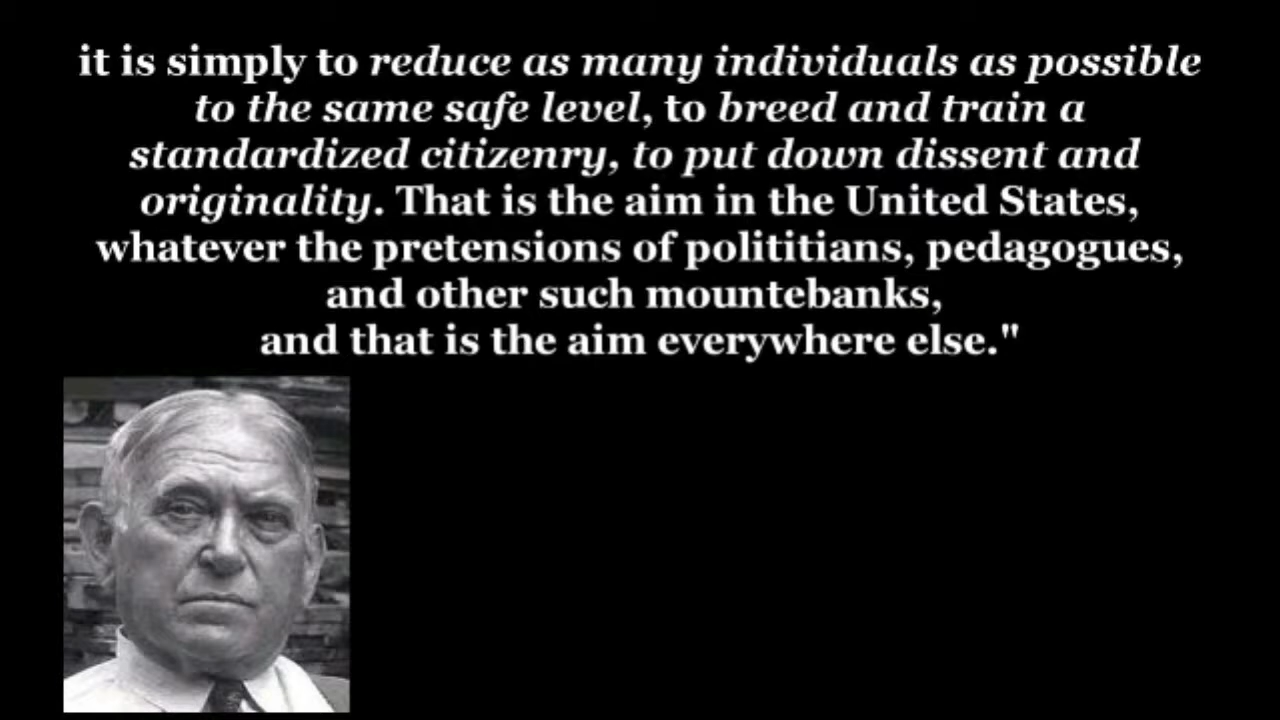 it is simply to reduce as many individuals as possible
to the same safe level, to breed and train a
standardized citizenry, to put down dissent and
originality. That is the aim in the United States,
whatever the pretensions of polititians, pedagogues,
and other such mountebanks,
and that is the aim everywhere else."